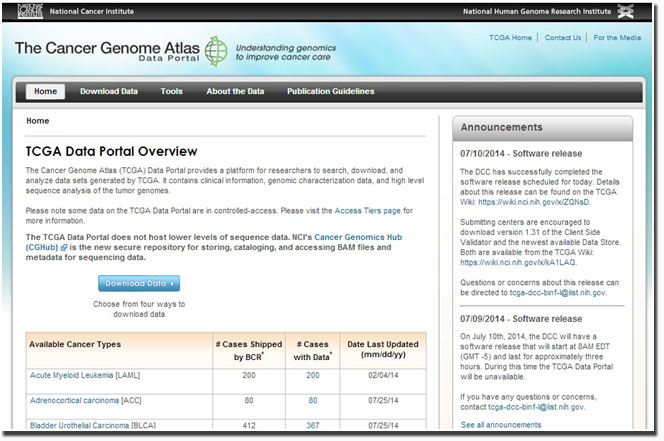 NATIONAL CANCER INSTITUTE
National Cancer Institute
National Human Genome Research Institute
TCGA Home
Contact Us
For the Media
The Cancer Genome Atlas
Data Portal
Understanding genomics
to improve cancer care
Home
Download Data
Tools
About the Data
Publication Guidelines
Home
TCGA Data Portal Overview
The Cancer Genome Atlas (TCGA) Data Portal provides a platform for researchers to search, download, and
analyze data sets generated by TCGA. It contains clinical information, genomic characterization data, and high level
sequence analysis of the tumor genomes.
Please note some data on the TCGA Data Portal are in controlled-access. Please visit the Access Tiers page for
more information.
The TCGA Data Portal does not host lower levels of sequence data. NCI's Cancer Genomics Hub
(CGHub) is the new secure repository for storing, cataloging, and accessing BAM files and
metadata for sequencing data.
Download Data
Choose from four ways to
download data
Available Cancer Types
# Cases Shipped
by BCR*
# Cases
with Data*
Date Last Updated
(mm/dd/yy)
Acute Myeloid Leukemia [LAML] 200 200 02/04/14
Adrenocortical carcinoma [ACC] 80 80 07/25/14
Bladder Urothelial Carcinoma [BLCA] 412 367 07/25/14
Announcements
07/10/2014 - Software release
The DCC has successfully completed the
software release scheduled for today. Details
about this release can be found on the TCGA
Wiki: https://wiki.nci.nih.gov/x/ZQNsD.
Submitting centers are encouraged to
download version 1.31 of the Client Side
Validator and the newest available Data Store.
Both are available from the TCGA Wiki:
https://wiki.nci.nih.gov/x/kA1LAQ.
Questions or concerns about this release can
be directed to tcga-dcc-binf-l@list.nih.gov.
07/09/2014 - Software release
On July 10th, 2014, the DCC will have a
software release that will start at 8AM EDT
(GMT -5) and last for approximately three
hours. During this time the TCGA Data Portal
will be unavailable.
If you have any questions or concerns,
contact tcga-dcc-binf-l@list.nih.gov.
See all announcements